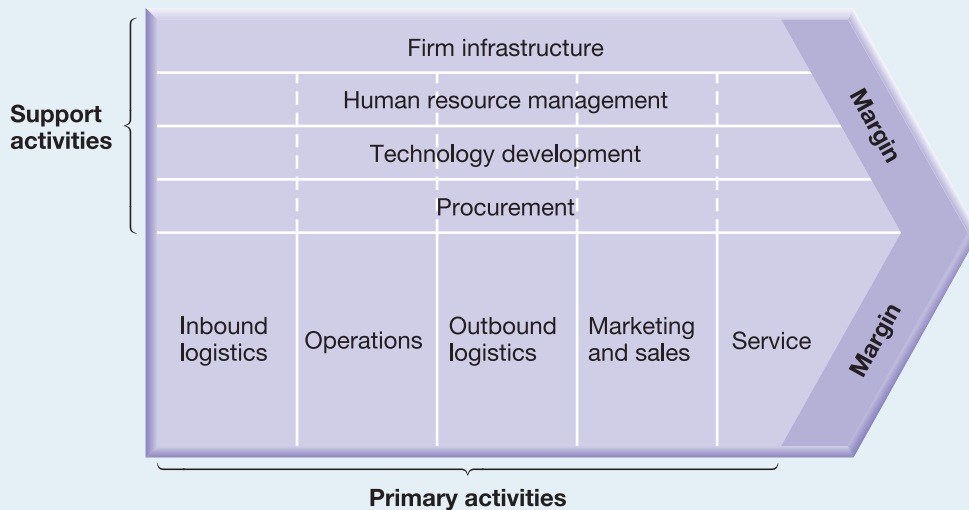 Firm infrastructure
Human resource management
Technology development
Procurement
Support
activities
Margin
Margin
Inbound
logistics
Operations
Outbound
logistics
Marketing
and sales
Service
Primary activities